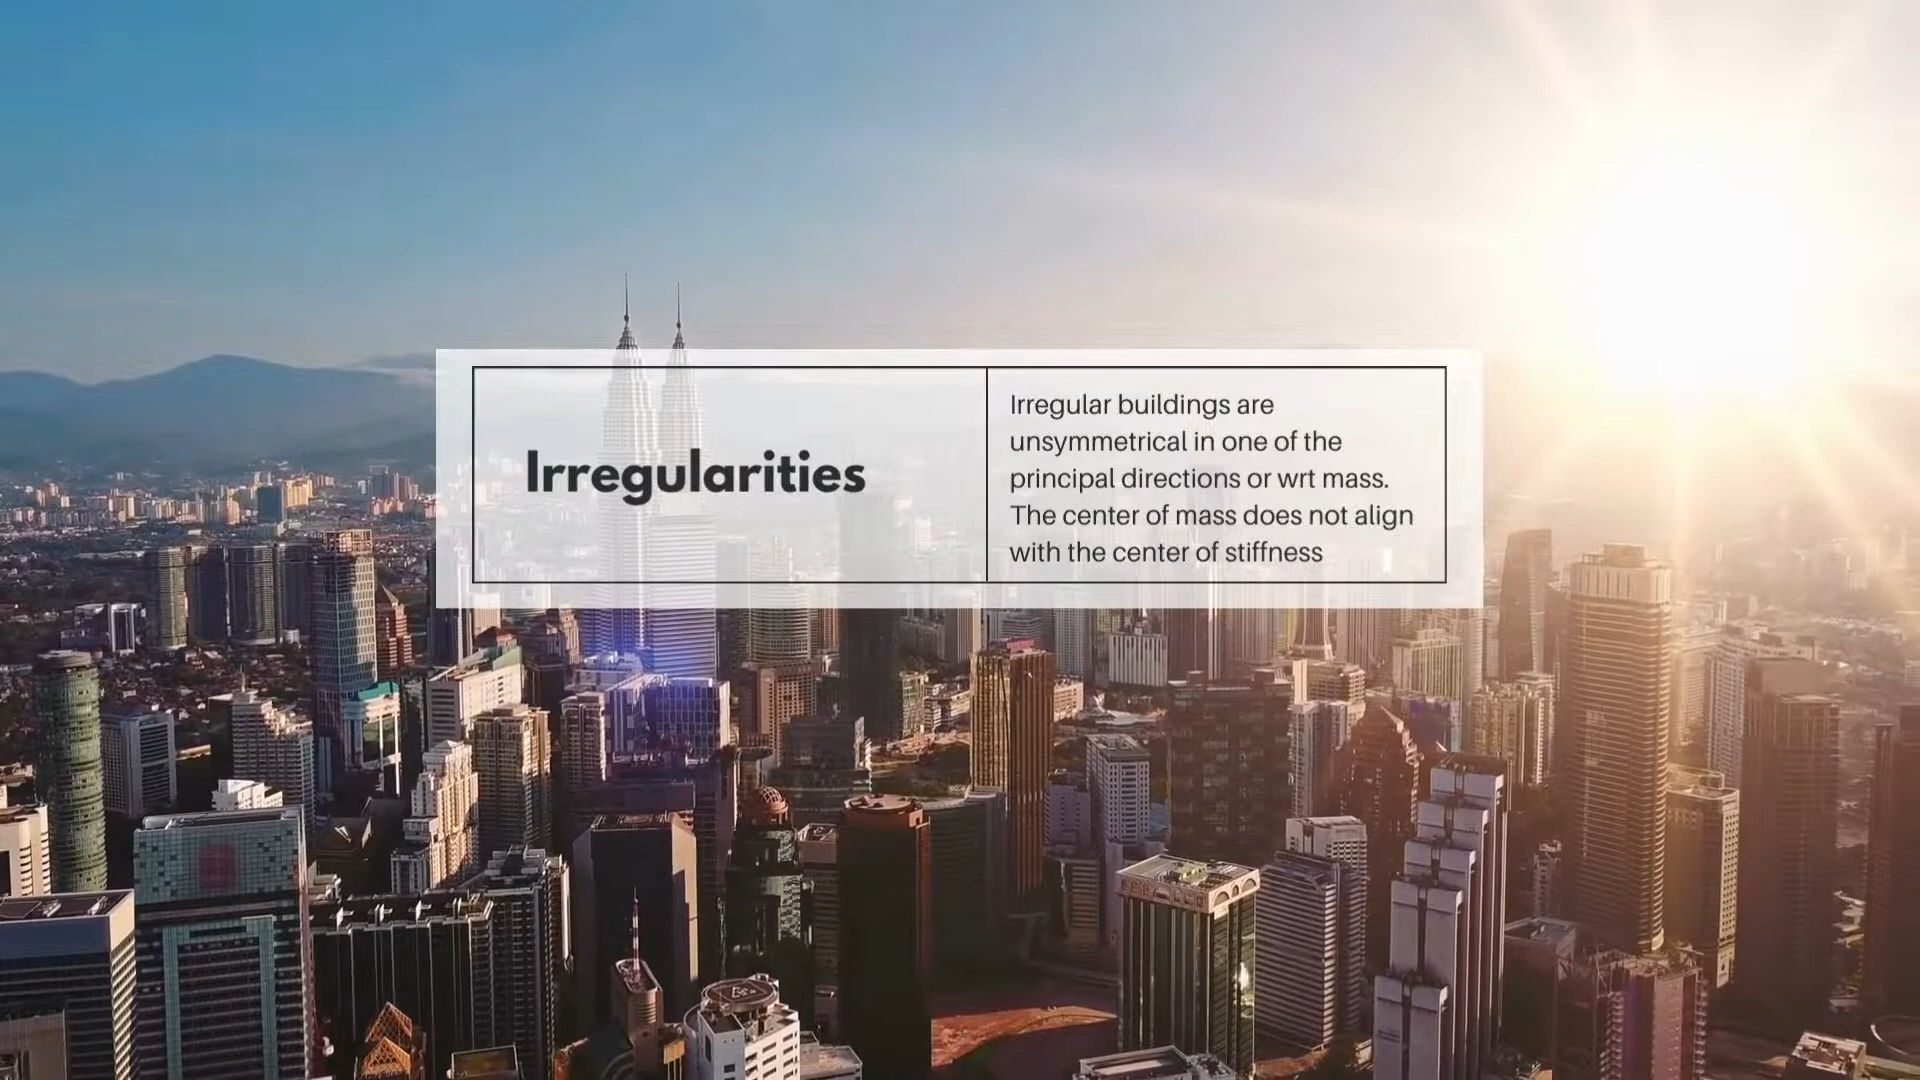 Irregularities
Irregular buildings are
unsymmetrical in one of the
principal directions or wrt mass.
The center of mass does not align
with the center of stiffness